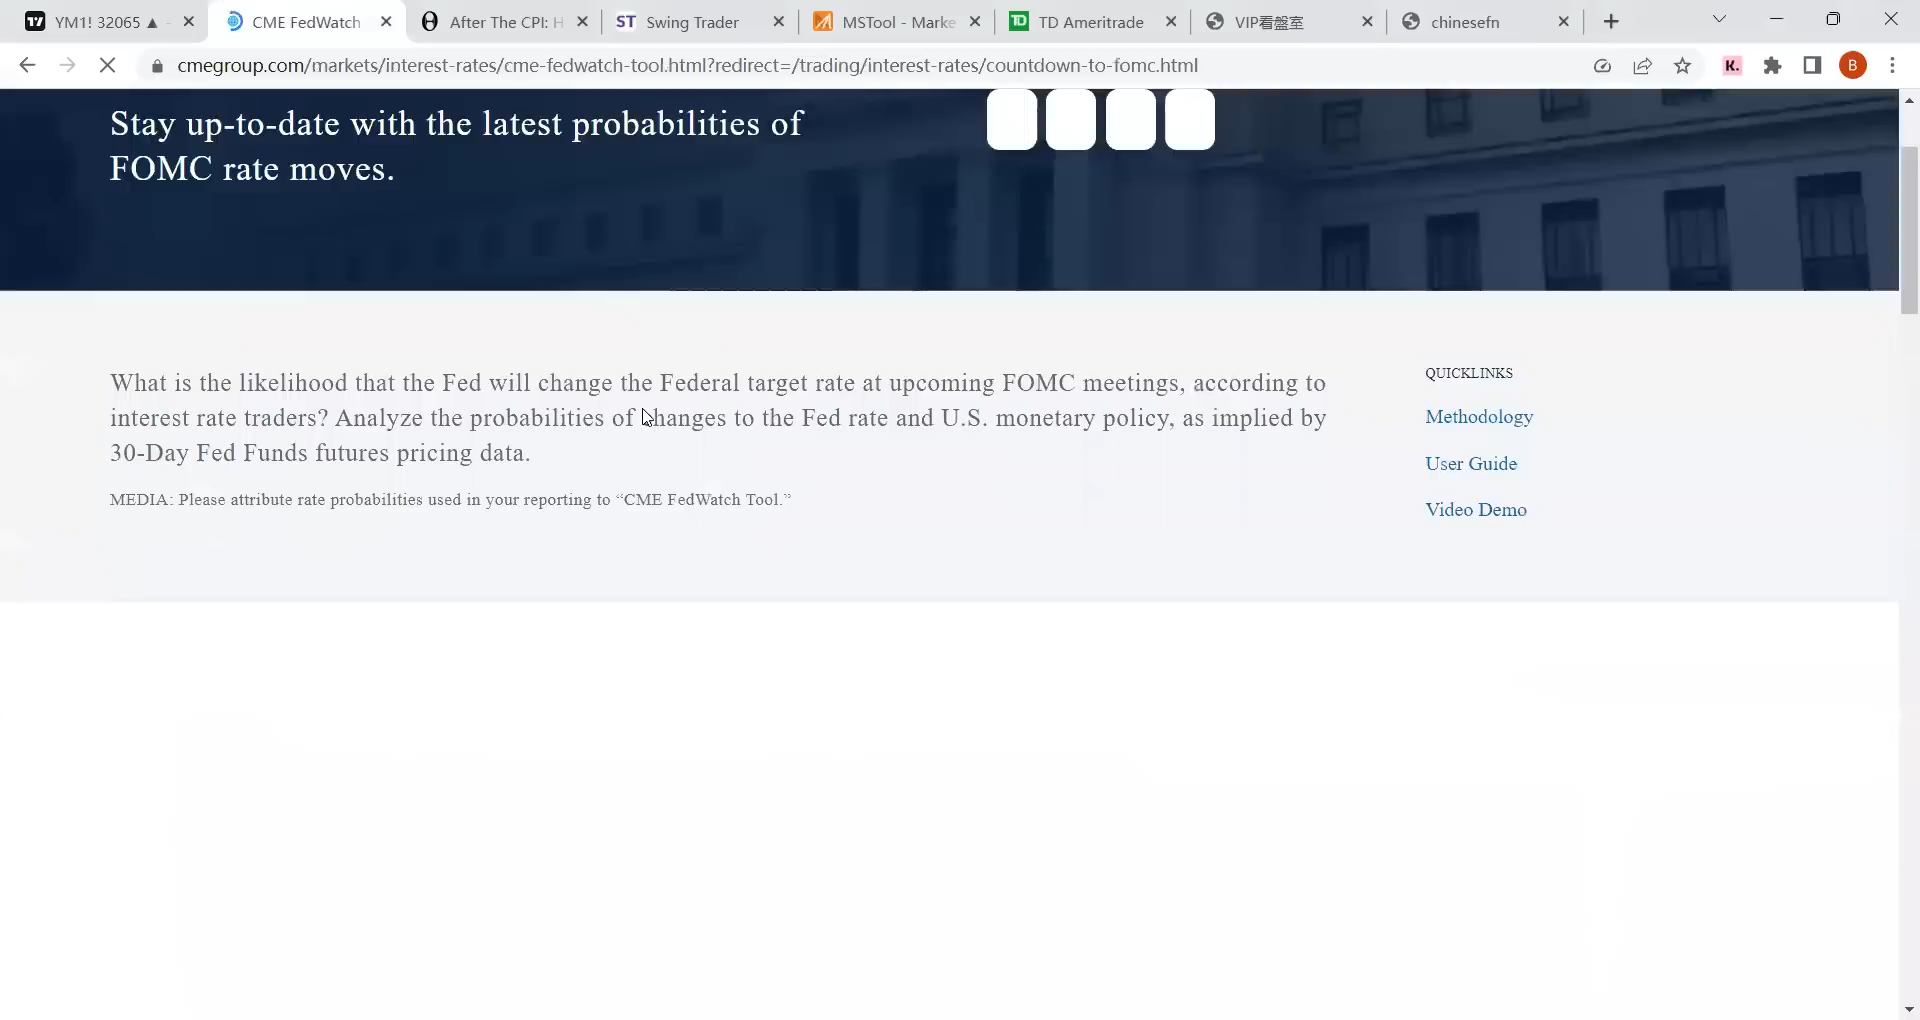 YM1! 32065 ▲
CME FedWatch
After The CPI: H
ST Swing Trader
MSTool - Marke
TD Ameritrade
VIP看盤室
chinesefn
cmegroup.com/markets/interest-rates/cme-fedwatch-tool.html?redirect=/trading/interest-rates/countdown-to-fomc.html
K.
B
Stay up-to-date with the latest probabilities of
FOMC rate moves.
What is the likelihood that the Fed will change the Federal target rate at upcoming FOMC meetings, according to
interest rate traders? Analyze the probabilities of changes to the Fed rate and U.S. monetary policy, as implied by
30-Day Fed Funds futures pricing data.
MEDIA: Please attribute rate probabilities used in your reporting to “CME FedWatch Tool.”
QUICKLINKS
Methodology
User Guide
Video Demo